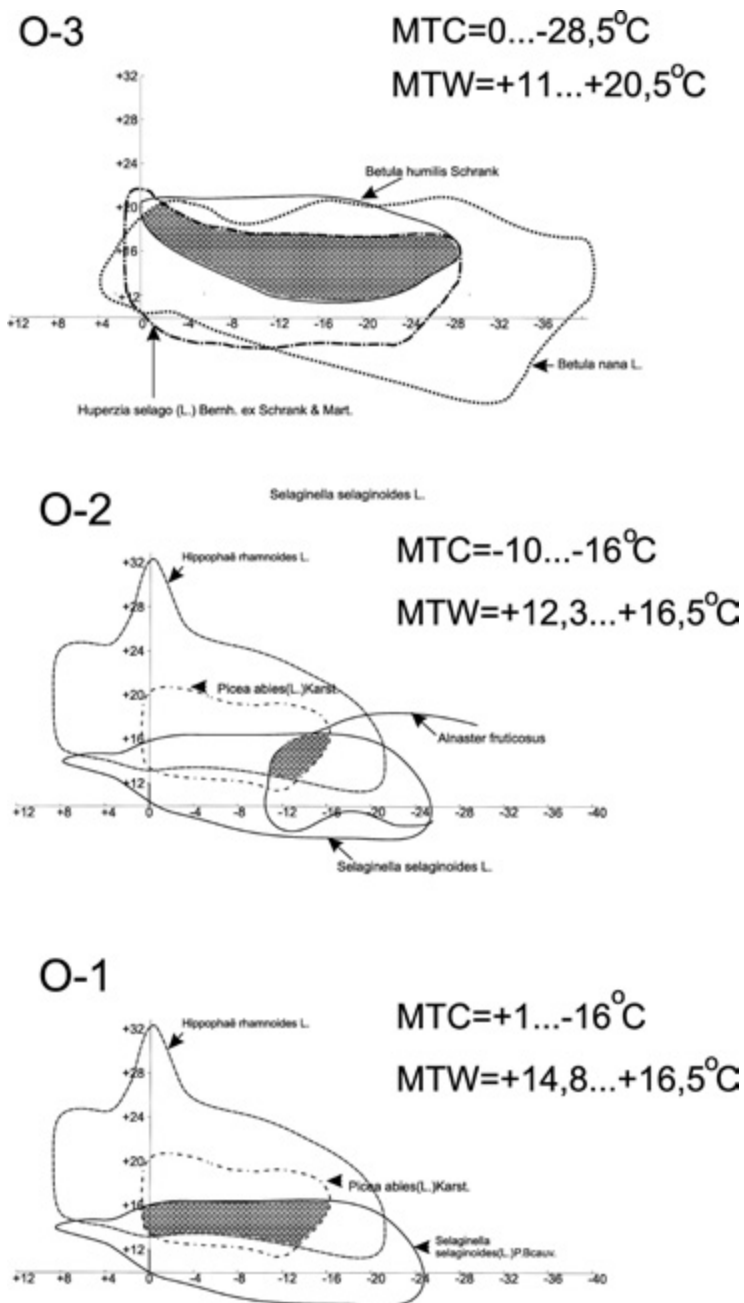 O-3
MTC=0...-28,5°C
MTW=+11...+20,5°C
+32
+28
+24
Betula humilis Schrank
+20
+16
+12
+12 +8 +4 0 -4 -8 -12 -16 -20 -24 -28 -32 -36
Betula nana L.
Huperzia selago (L.) Bernh. ex Schrank & Mart.
Selaginella selaginoides L.
O-2
MTC=-10...-16°C
MTW=+12,3...+16,5°C
+32
Hippophaë rhamnoides L.
+28
+24
+20
Picea abies(L.)Karst.
+16
Alnaster fruticosus
+12
+12 +8 +4 0 -4 -8 -12 -16 -20 -24 -28 -32 -36 -40
Selaginella selaginoides L.
O-1
MTC=+1...-16°C
MTW=+14,8...+16,5°C
+32
Hippophaë rhamnoides L.
+28
+24
+20
Picea abies(L.)Karst.
+16
+12
Selaginella
selaginoides(L.)P.Bcauv.
+12 +8 +4 0 -4 -8 -12 -16 -20 -24 -28 -32 -36 -40